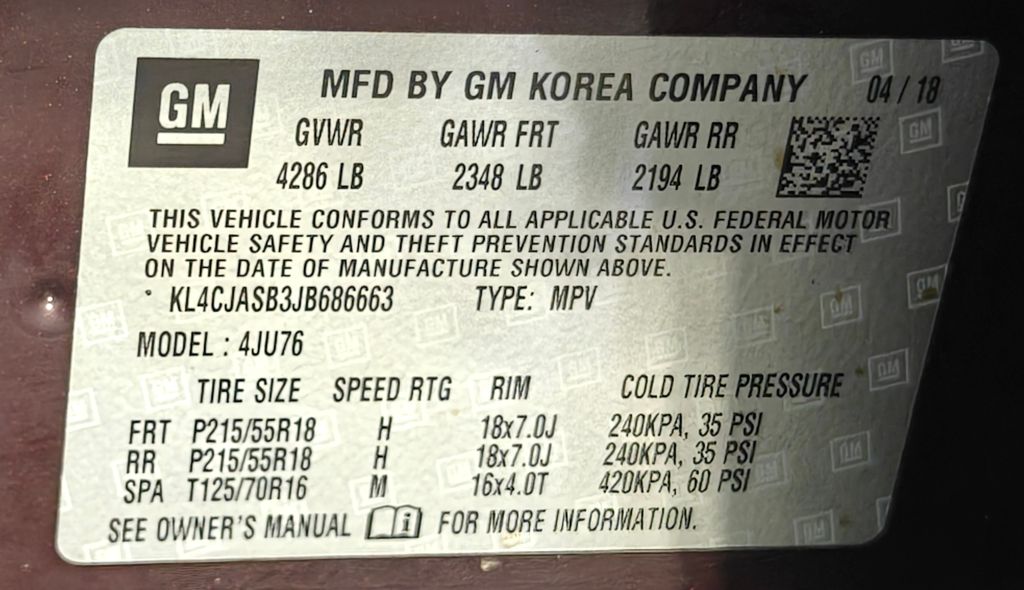 GM
MFD BY GM KOREA COMPANY 04 / 18
GVWR GAWR FRT GAWR RR
4286 LB 2348 LB 2194 LB
THIS VEHICLE CONFORMS TO ALL APPLICABLE U.S. FEDERAL MOTOR
VEHICLE SAFETY AND THEFT PREVENTION STANDARDS IN EFFECT
ON THE DATE OF MANUFACTURE SHOWN ABOVE.
* KL4CJASB3JB686663 TYPE: MPV
MODEL : 4JU76
TIRE SIZE SPEED RTG RIM COLD TIRE PRESSURE
FRT P215/55R18 H 18x7.0J 240KPA, 35 PSI
RR P215/55R18 H 18x7.0J 240KPA, 35 PSI
SPA T125/70R16 M 16x4.0T 420KPA, 60 PSI
SEE OWNER'S MANUAL i FOR MORE INFORMATION.